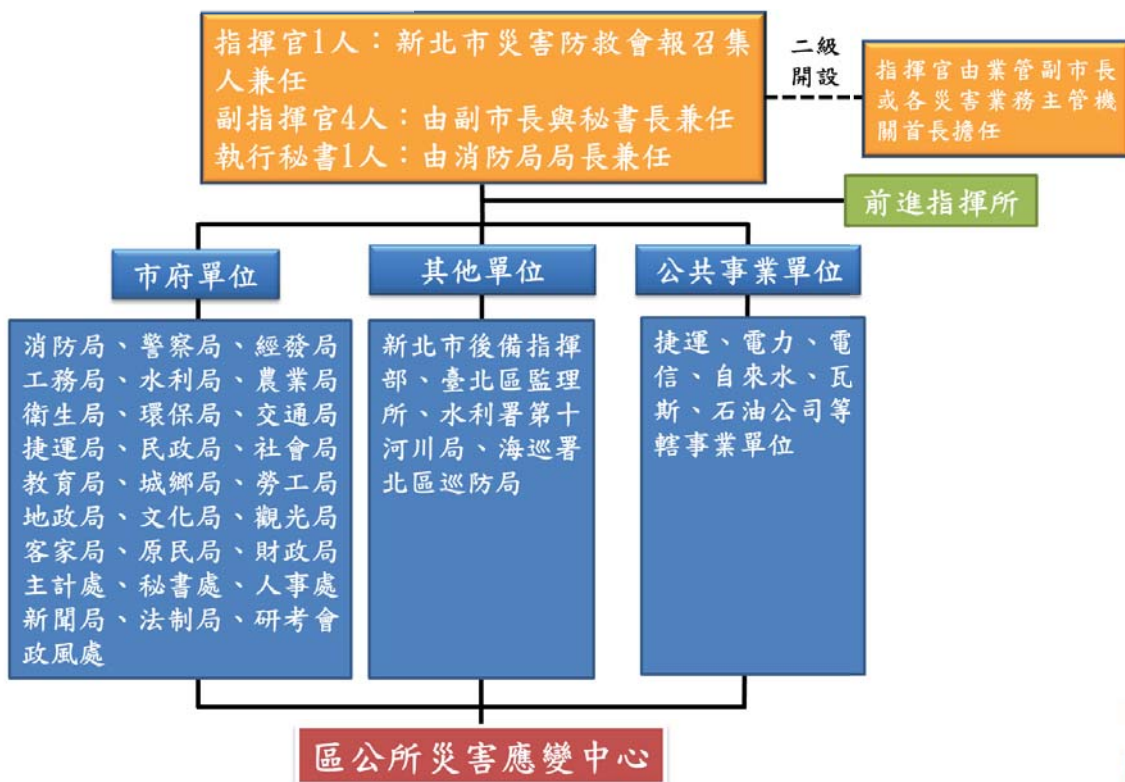 指揮官1人：新北市災害防救會報召集
人兼任
副指揮官4人：由副市長與秘書長兼任
執行秘書1人：由消防局局長兼任
二級
開設
指揮官由業管副市長
或各災害業務主管機
關首長擔任
前進指揮所
市府單位
消防局、警察局、經發局
工務局、水利局、農業局
衛生局、環保局、交通局
捷運局、民政局、社會局
教育局、城鄉局、勞工局
地政局、文化局、觀光局
客家局、原民局、財政局
主計處、秘書處、人事處
新聞局、法制局、研考會
政風處
其他單位
新北市後備指揮
部、臺北區監理
所、水利署第十
河川局、海巡署
北區巡防局
公共事業單位
捷運、電力、電
信、自來水、瓦
斯、石油公司等
轄事業單位
區公所災害應變中心